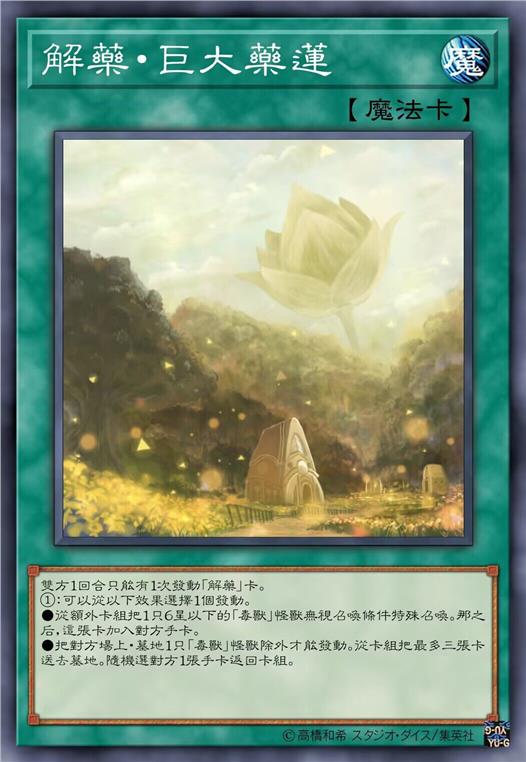 解藥・巨大藥蓮
魔
【魔法卡】
雙方1回合只能有1次發動「解藥」卡。
①:可以從以下效果選擇1個發動。
●從額外卡組把1只6星以下的「毒獸」怪獸無視召喚條件特殊召喚。那之
后,這張卡加入對方手卡。
●把對方場上・墓地1只「毒獸」怪獸除外才能發動。從卡組把最多三張卡
送去墓地。隨機選對方1張手卡返回卡組。
©高橋和希 スタジオ・ダイス/集英社
YU-G
YU-G